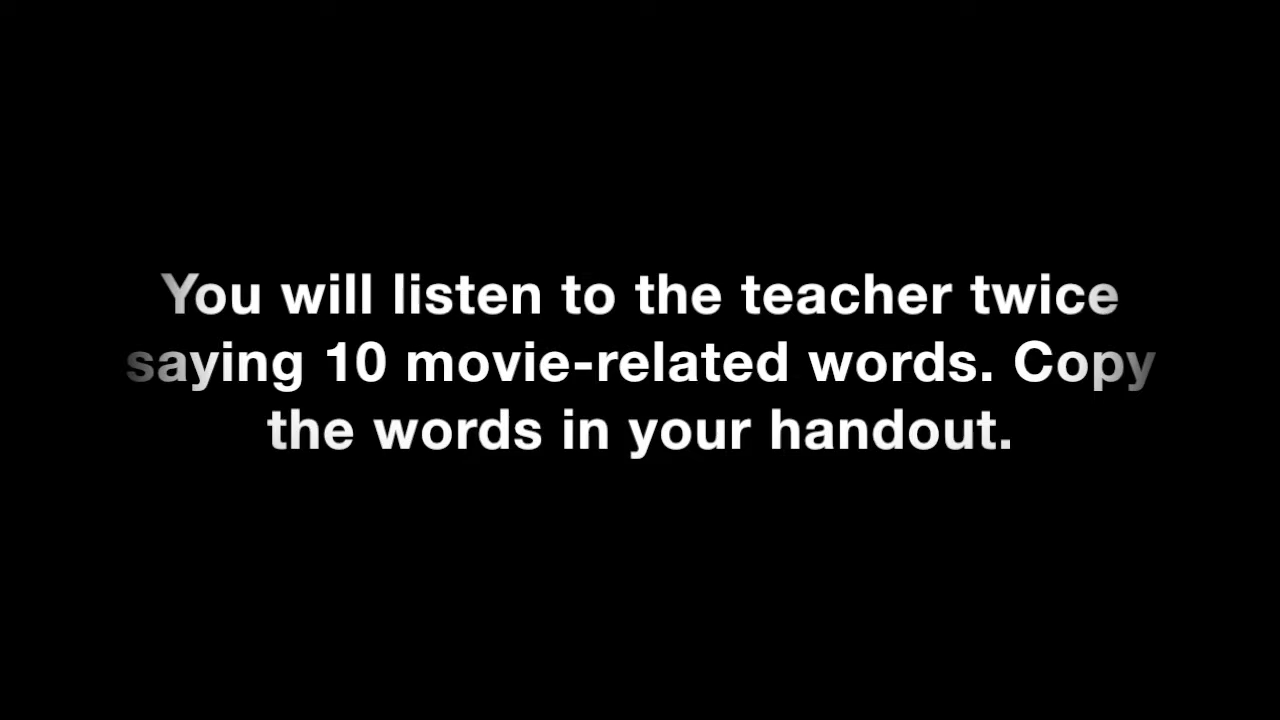 You will listen to the teacher twice
saying 10 movie-related words. Copy
the words in your handout.